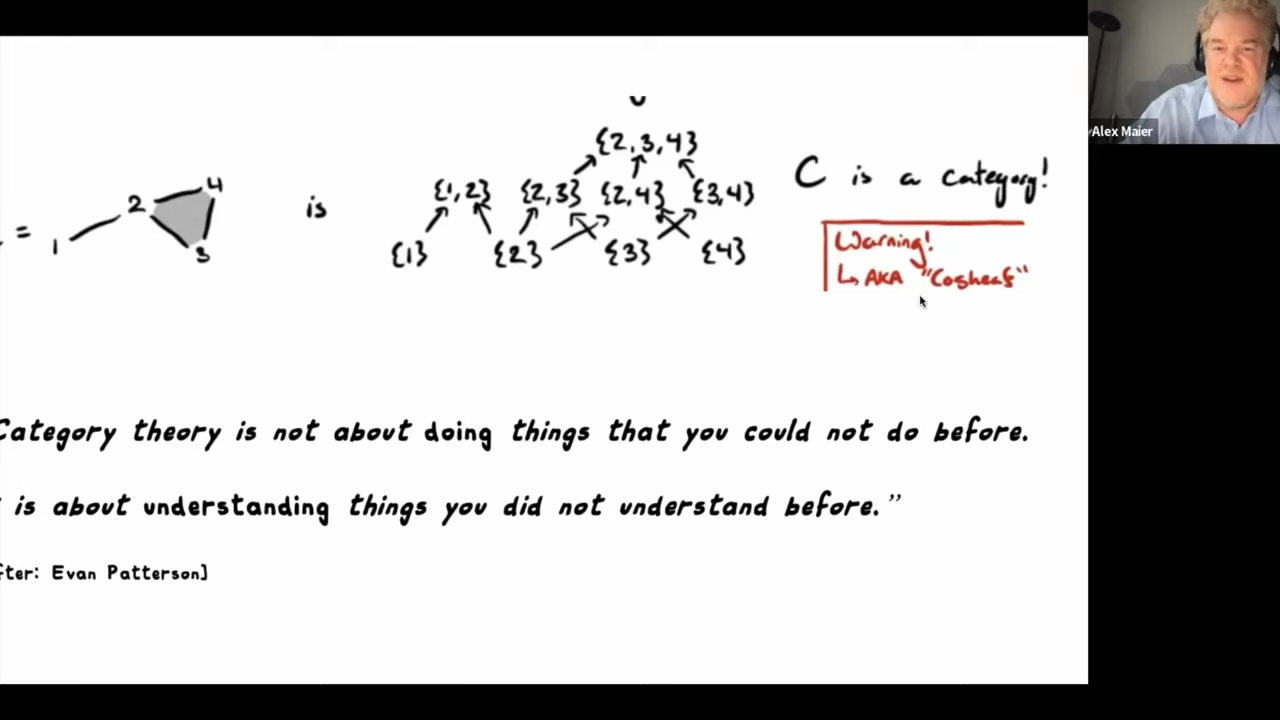 {2,3,4}
{1,2} {2,3} {2,4} {3,4}
{1} {2} {3} {4}
=
1
2
3
4
is
C is a category!
Warning!
↳ AKA "Cosheaf"
Category theory is not about doing things that you could not do before.
is about understanding things you did not understand before.”
fter: Evan Patterson]
Alex Maier